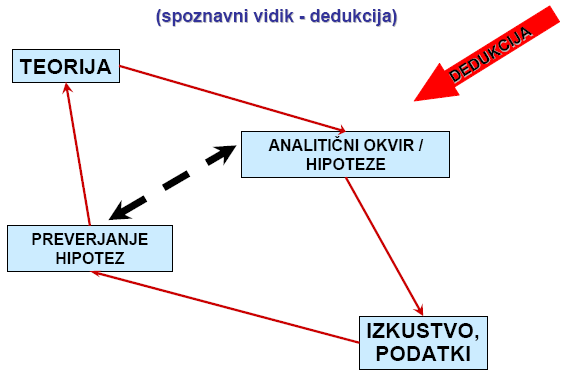 (spoznavni vidik - dedukcija)
DEDUKCIJA
TEORIJA
ANALITIČNI OKVIR /
HIPOTEZE
PREVERJANJE
HIPOTEZ
IZKUSTVO,
PODATKI